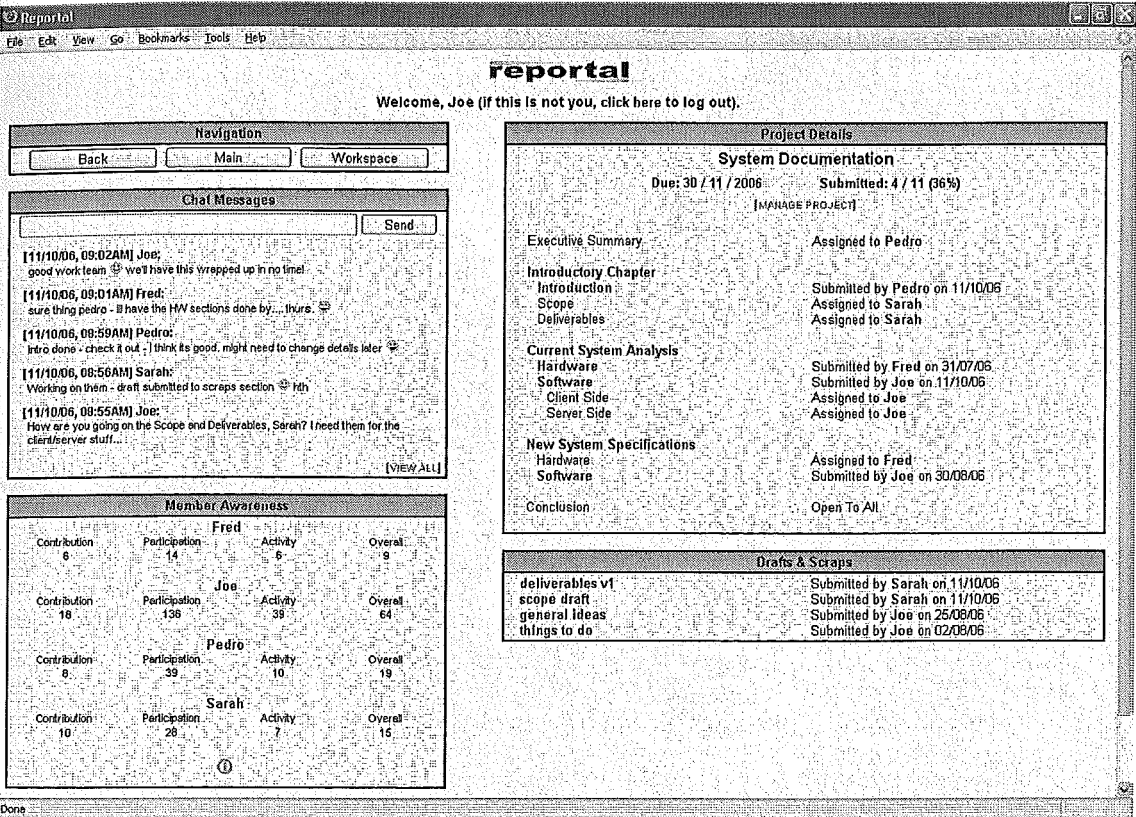 Reportal
File Edit View Go Bookmarks Tools Help
reportal
Welcome, Joe (if this is not you, click here to log out).
Navigation
Back Main Workspace
Chat Messages
Send
[11/10/06, 09:02AM] Joe:
good work team we'll have this wrapped up in no time!
[11/10/06, 09:01AM] Fred:
sure thing pedro - ill have the HW sections done by.... thurs.
[11/10/06, 08:59AM] Pedro:
Intro done - check it out - I think its good. might need to change details later
[11/10/06, 08:56AM] Sarah:
Working on them - draft submitted to scraps section hth
[11/10/06, 08:55AM] Joe:
How are you going on the Scope and Deliverables, Sarah? I need them for the
client/server stuff...
[VIEW ALL]
Member Awareness
Fred
Contribution Participation Activity Overall
6 14 6 9
Joe
Contribution Participation Activity Overall
18 136 39 64
Pedro
Contribution Participation Activity Overall
8 39 10 19
Sarah
Contribution Participation Activity Overall
10 28 7 15
Project Details
System Documentation
Due: 30 / 11 / 2006 Submitted: 4 / 11 (36%)
[MANAGE PROJECT]
Executive Summary Assigned to Pedro
Introductory Chapter
Introduction Submitted by Pedro on 11/10/06
Scope Assigned to Sarah
Deliverables Assigned to Sarah
Current System Analysis
Hardware Submitted by Fred on 31/07/06
Software Submitted by Joe on 11/10/06
Client Side Assigned to Joe
Server Side Assigned to Joe
New System Specifications
Hardware Assigned to Fred
Software Submitted by Joe on 30/08/06
Conclusion Open To All
Drafts & Scraps
deliverables v1 Submitted by Sarah on 11/10/06
scope draft Submitted by Sarah on 11/10/06
general ideas Submitted by Joe on 25/08/06
things to do Submitted by Joe on 02/08/06
Done